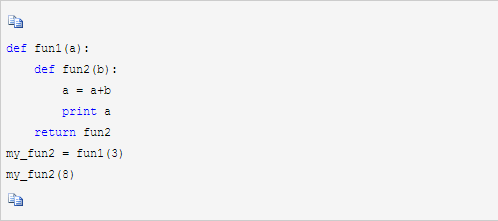 def fun1(a):
    def fun2(b):
        a = a+b
        print a
    return fun2
my_fun2 = fun1(3)
my_fun2(8)